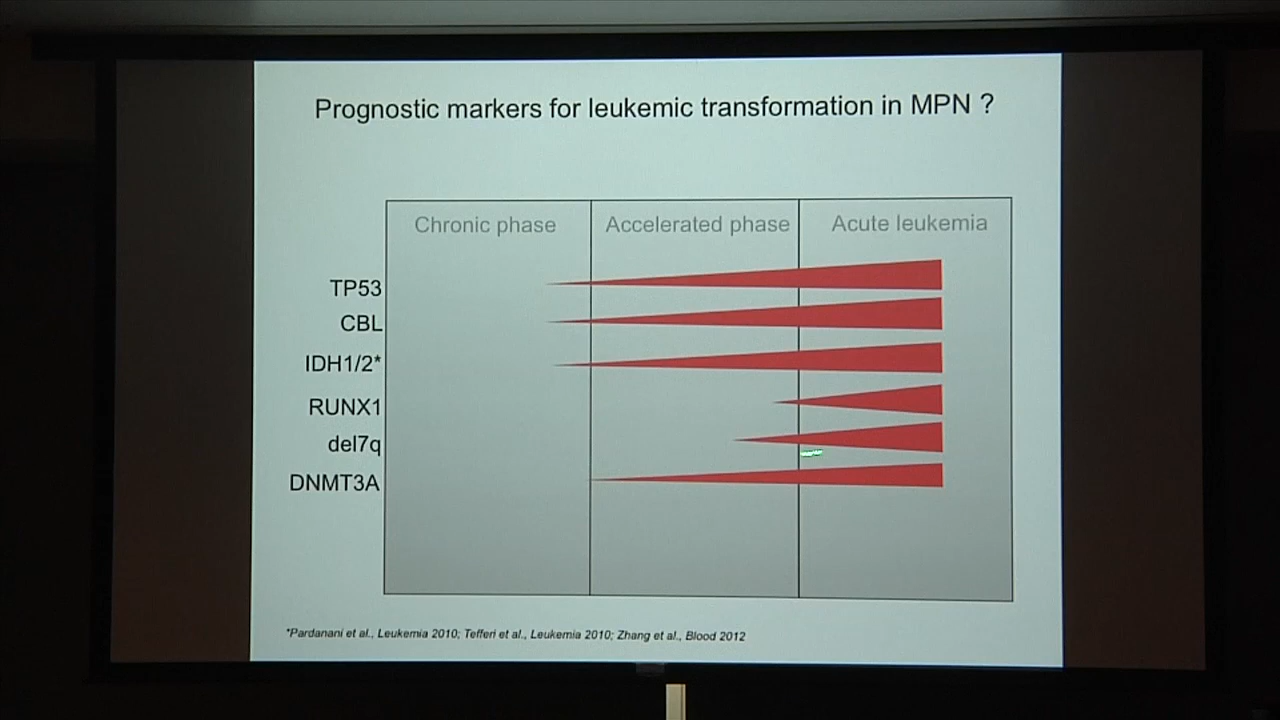 Prognostic markers for leukemic transformation in MPN ?
Chronic phase
Accelerated phase
Acute leukemia
TP53
CBL
IDH1/2*
RUNX1
del7q
DNMT3A
*Pardanani et al., Leukemia 2010; Tefferi et al., Leukemia 2010; Zhang et al., Blood 2012